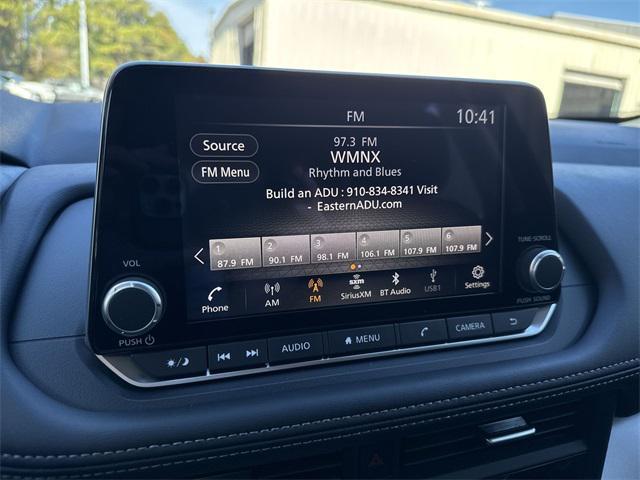 FM
10:41
Source
97.3 FM
WMNX
FM Menu
Rhythm and Blues
Build an ADU : 910-834-8341 Visit
- EasternADU.com
1 2 3 4 5 6
87.9 FM 90.1 FM 98.1 FM 106.1 FM 107.9 FM 107.9 FM
Phone AM FM SiriusXM BT Audio USB1 Settings
sxm
VOL
PUSH
TUNE·SCROLL
PUSH SOUND
AUDIO MENU CAMERA